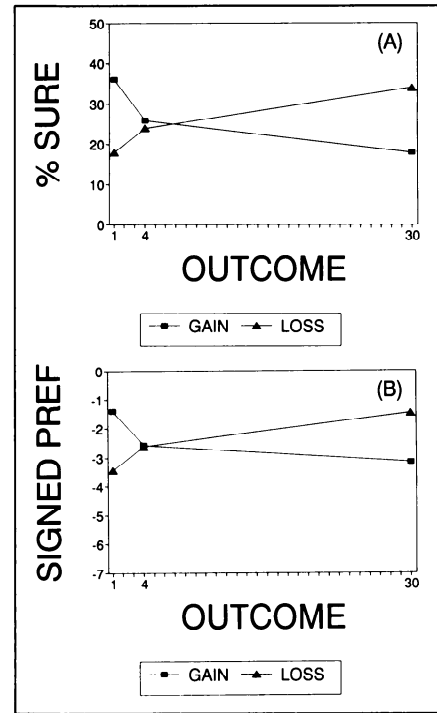 (A)
50
40
30
20
10
0
% SURE
1 4 30
OUTCOME
GAIN LOSS
(B)
-0
-1
-2
-3
-4
-5
-6
-7
SIGNED PREF
1 4 30
OUTCOME
GAIN LOSS